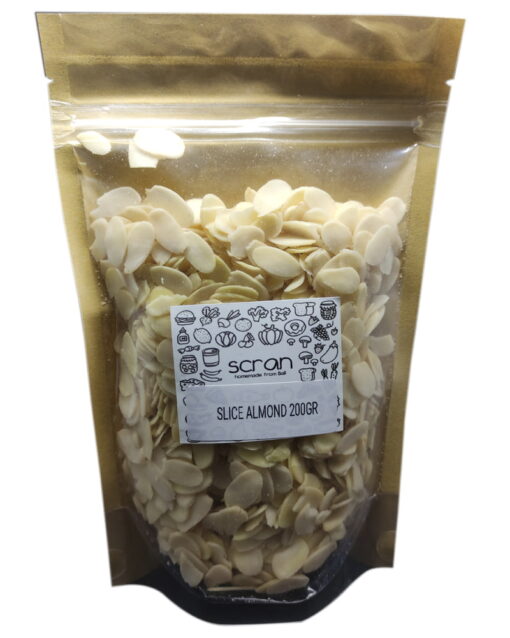 scran
homemade from Bali
SLICE ALMOND 200GR